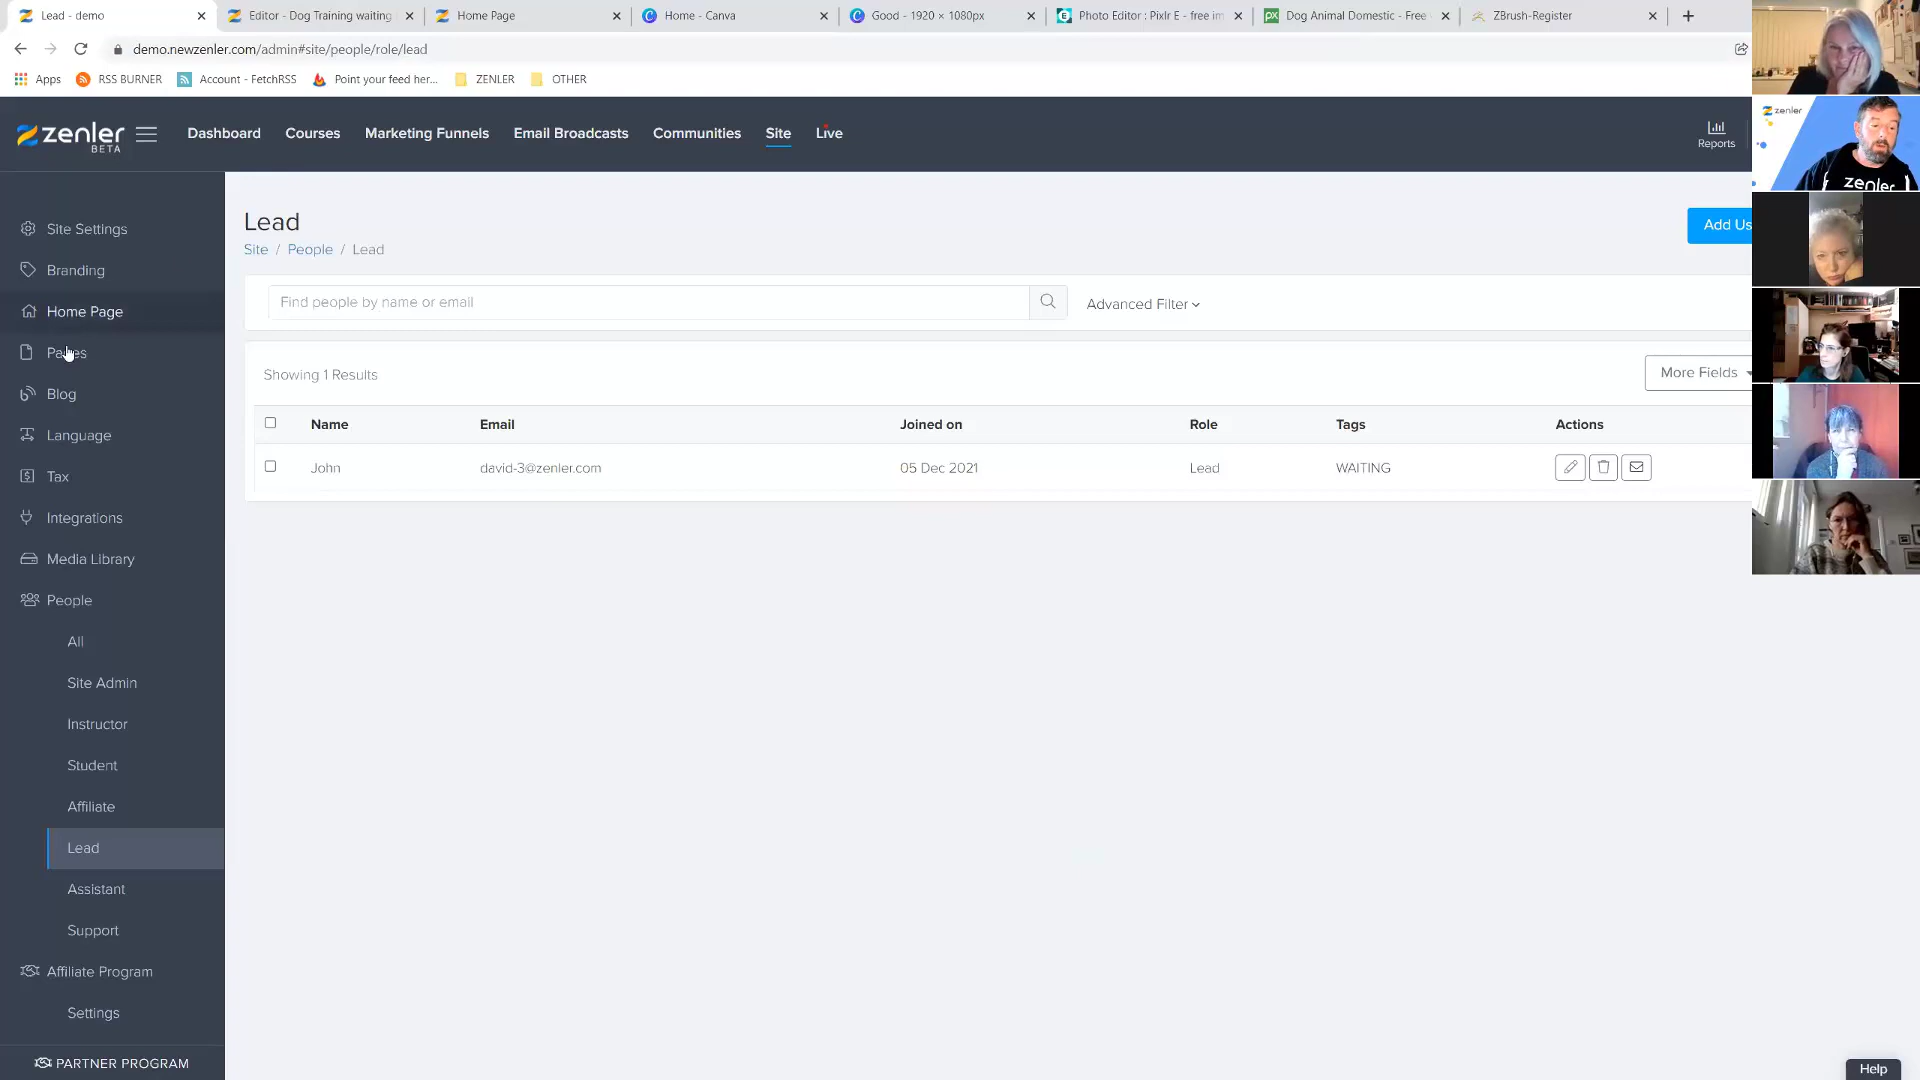 Lead - demo
Editor - Dog Training waiting
Home Page
Home - Canva
Good - 1920 × 1080px
Photo Editor : Pixlr E - free im
Dog Animal Domestic - Free
ZBrush-Register
demo.newzenler.com/admin#site/people/role/lead
Apps
RSS BURNER
Account - FetchRSS
Point your feed her...
ZENLER
OTHER
zenler
BETA
Dashboard
Courses
Marketing Funnels
Email Broadcasts
Communities
Site
Live
Reports
zenler
zenler
Site Settings
Branding
Home Page
Pages
Blog
Language
Tax
Integrations
Media Library
People
All
Site Admin
Instructor
Student
Affiliate
Lead
Assistant
Support
Affiliate Program
Settings
PARTNER PROGRAM
Lead
Site / People / Lead
Add Us
Find people by name or email
Advanced Filter
Showing 1 Results
More Fields
Name Email Joined on Role Tags Actions
John david-3@zenler.com 05 Dec 2021 Lead WAITING
Help